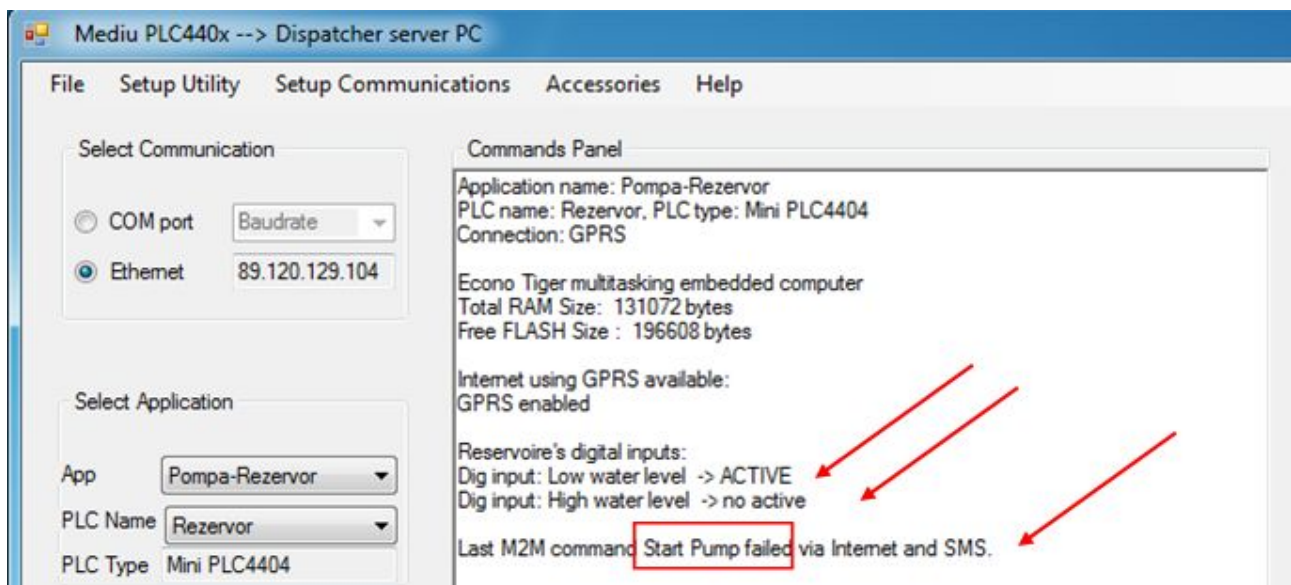 Mediu PLC440x --> Dispatcher server PC
File Setup Utility Setup Communications Accessories Help
Select Communication
COM port Baudrate
Ethernet 89.120.129.104
Select Application
App Pompa-Rezervor
PLC Name Rezervor
PLC Type Mini PLC4404
Commands Panel
Application name: Pompa-Rezervor
PLC name: Rezervor, PLC type: Mini PLC4404
Connection: GPRS
Econo Tiger multitasking embedded computer
Total RAM Size: 131072 bytes
Free FLASH Size : 196608 bytes
Internet using GPRS available:
GPRS enabled
Reservoire's digital inputs:
Dig input: Low water level -> ACTIVE
Dig input: High water level -> no active
Last M2M command Start Pump failed via Internet and SMS.